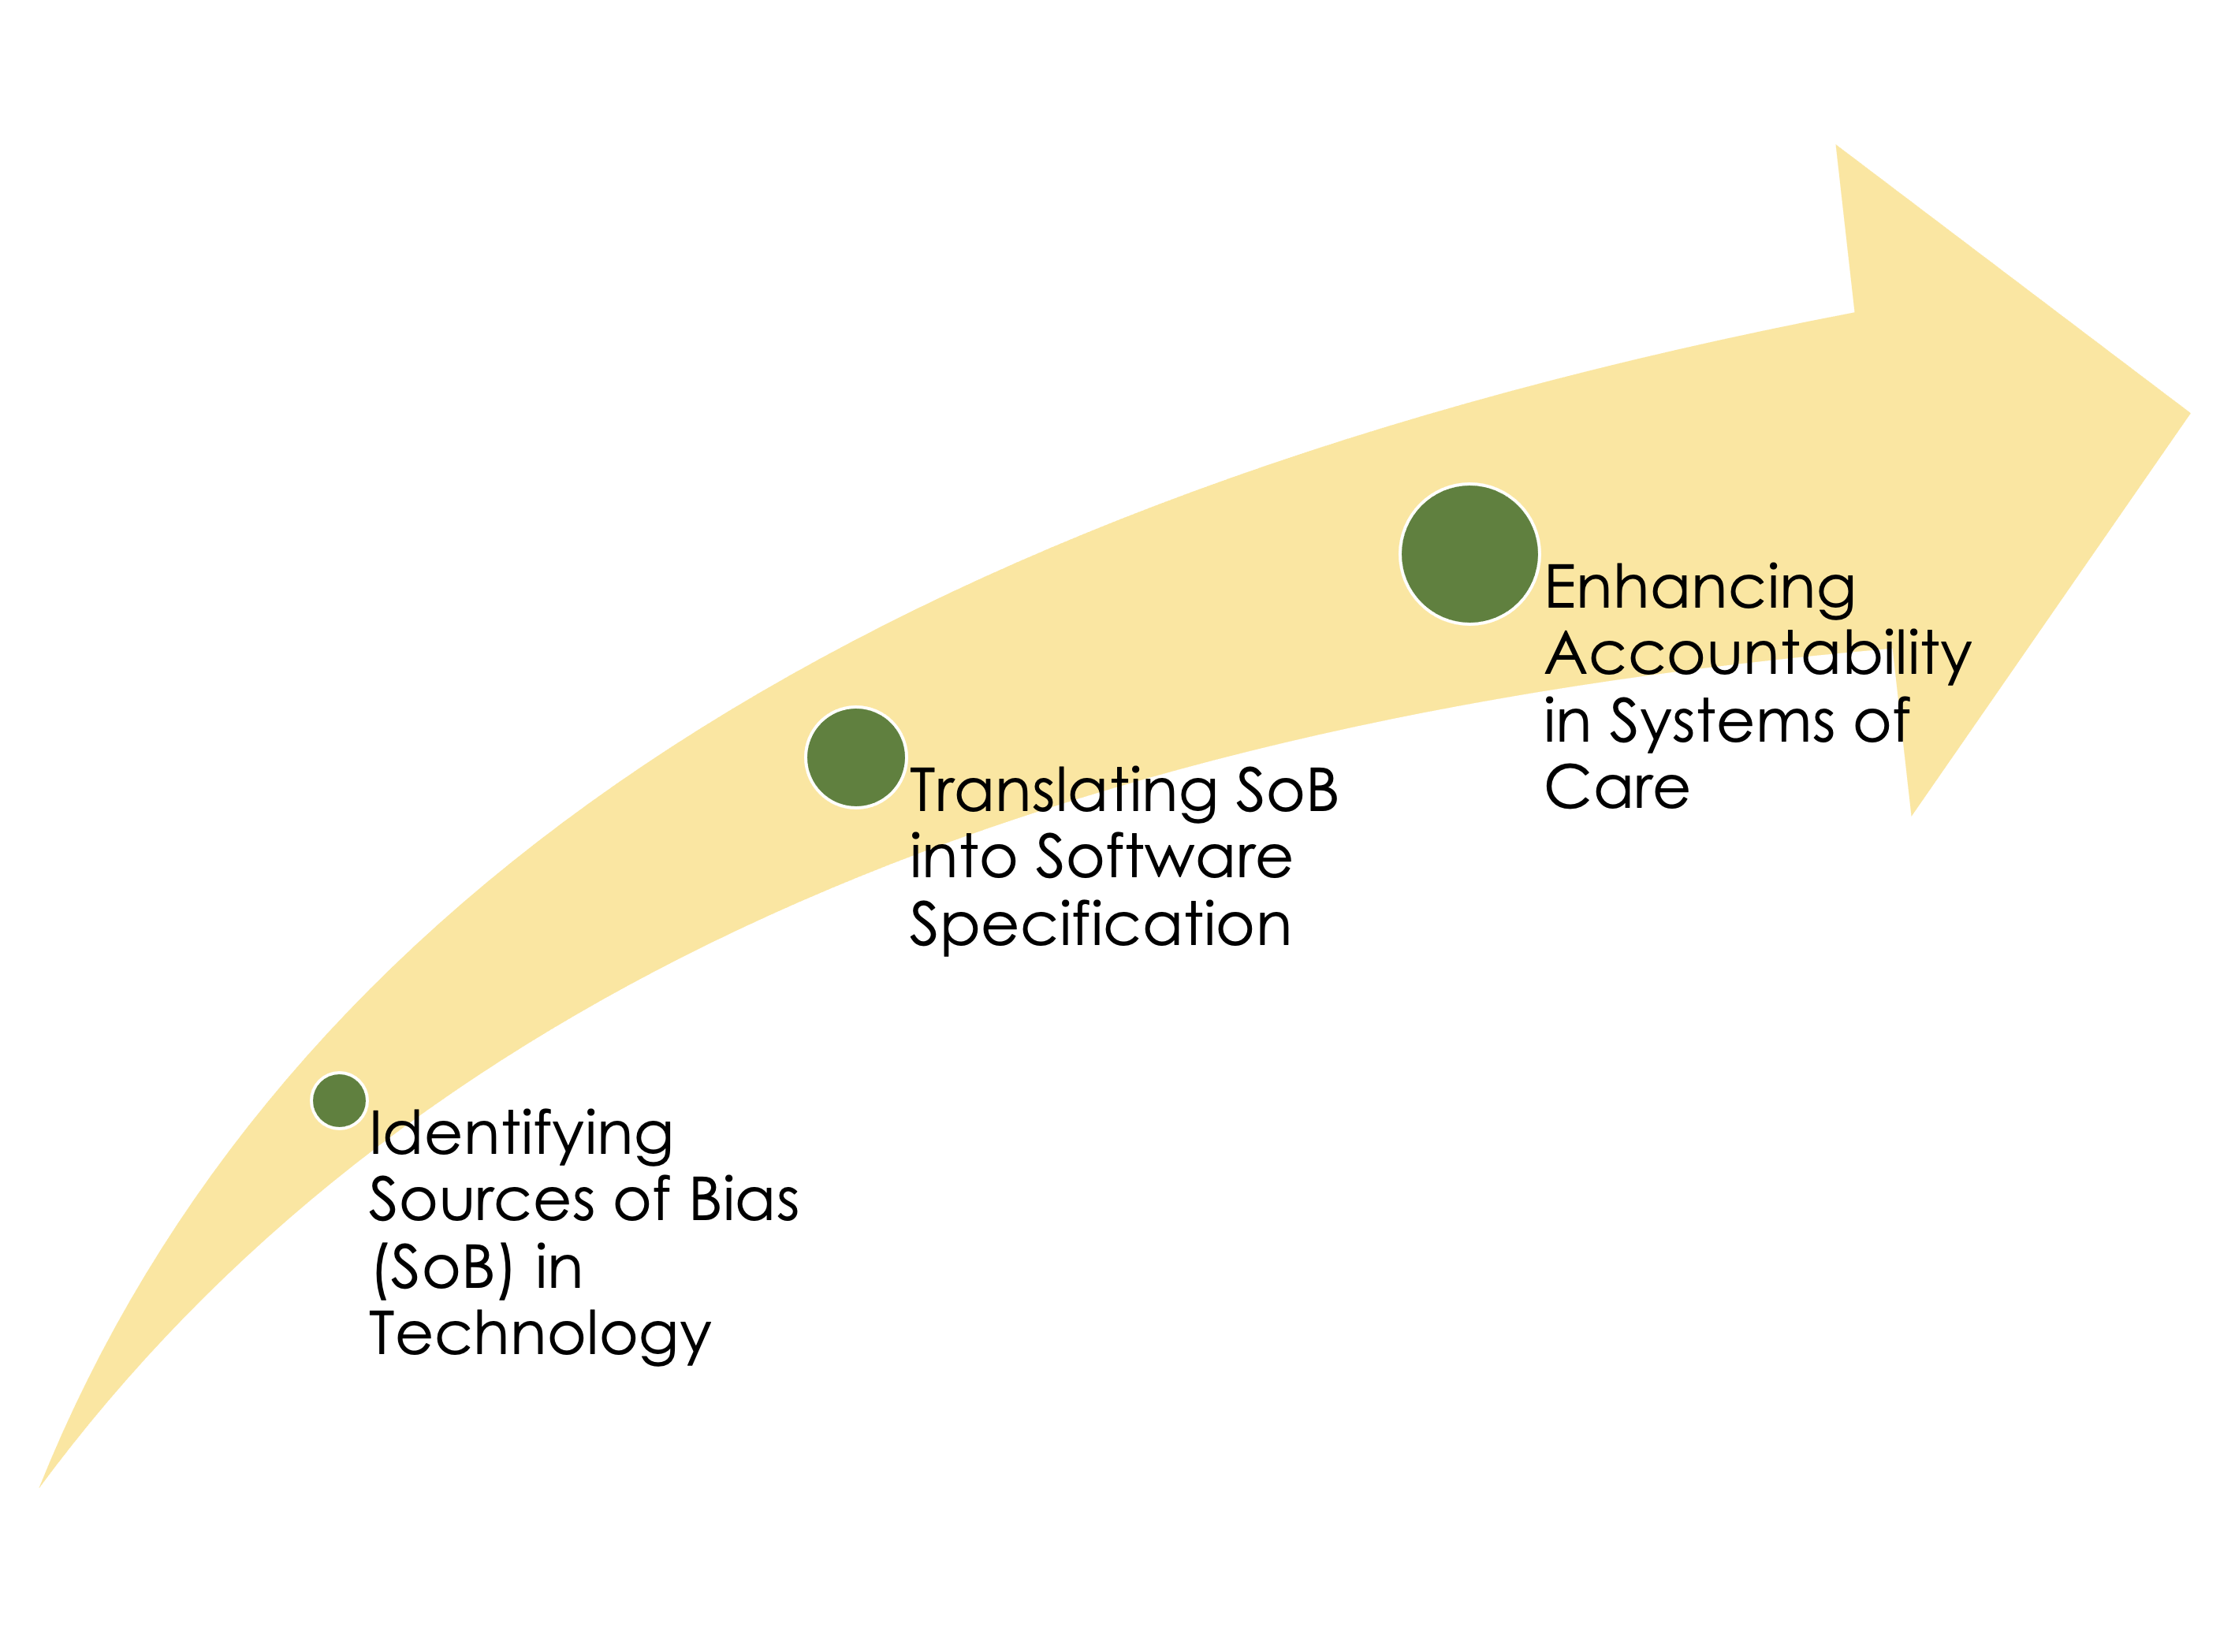 Identifying
Sources of Bias
(SoB) in
Technology
Translating SoB
into Software
Specification
Enhancing
Accountability
in Systems of
Care